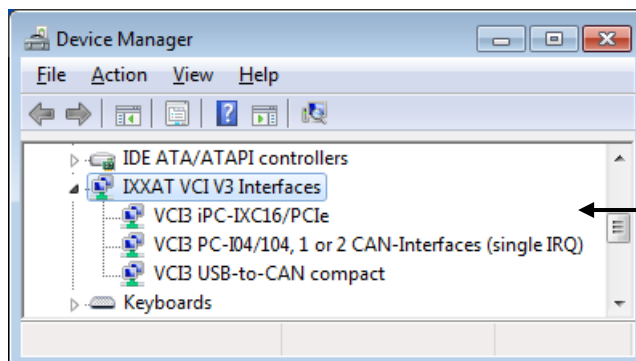 Device Manager
File Action View Help
IDE ATA/ATAPI controllers
IXXAT VCI V3 Interfaces
VCI3 iPC-IXC16/PCIe
VCI3 PC-I04/104, 1 or 2 CAN-Interfaces (single IRQ)
VCI3 USB-to-CAN compact
Keyboards